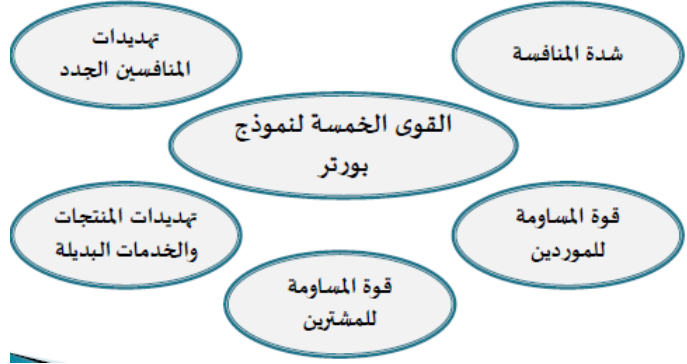 شدة المنافسة
تهديدات
المنافسين الجدد
القوى الخمسة لنموذج
بورتر
قوة المساومة
للموردين
تهديدات المنتجات
والخدمات البديلة
قوة المساومة
للمشترين